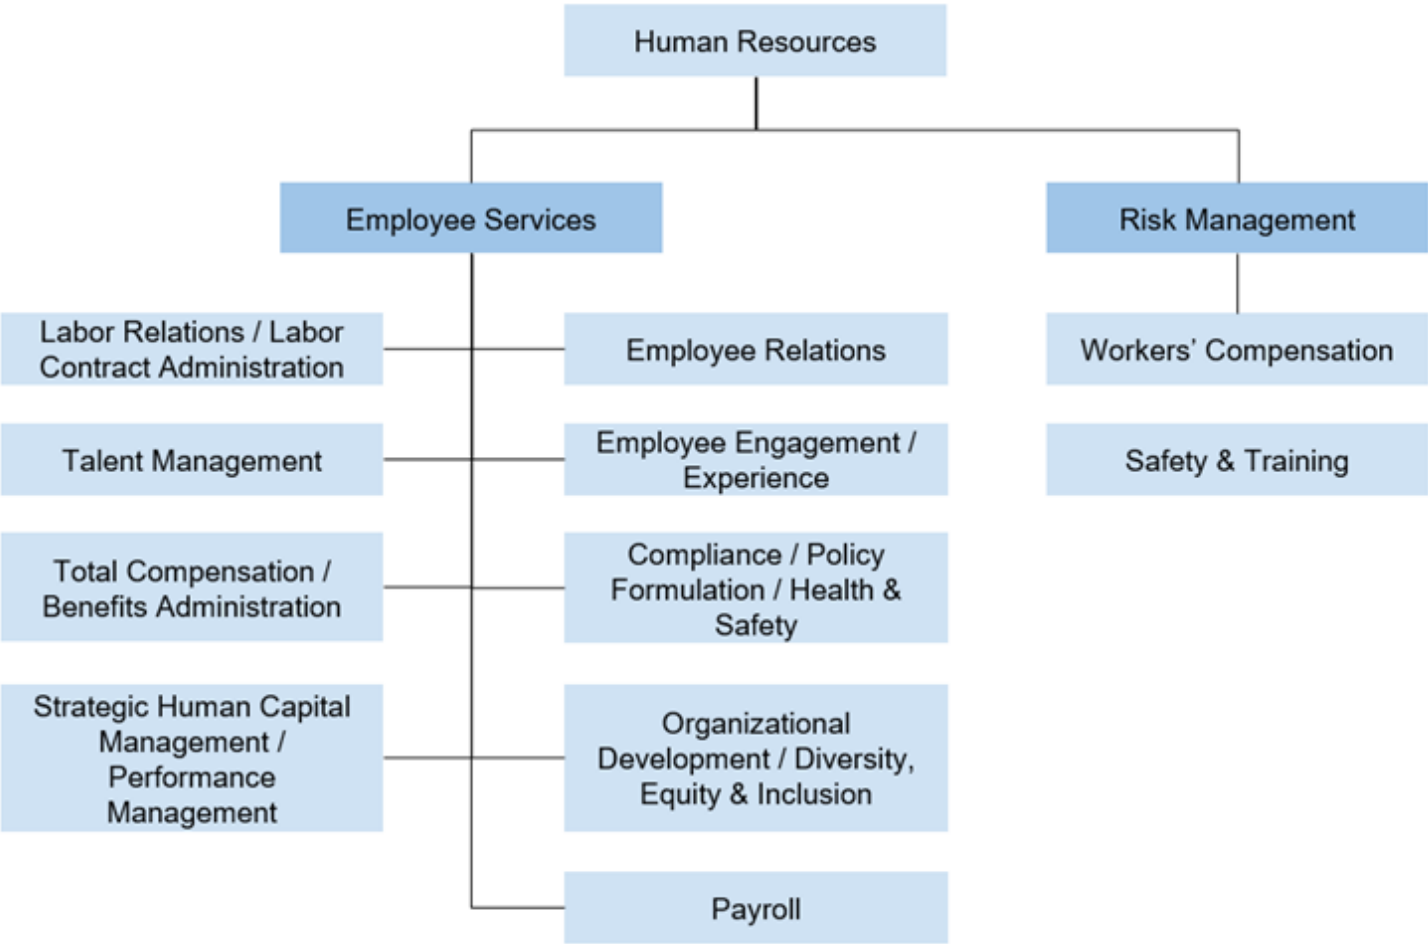 Human Resources
Employee Services
Risk Management
Labor Relations / Labor
Contract Administration
Employee Relations
Workers’ Compensation
Talent Management
Employee Engagement /
Experience
Safety & Training
Total Compensation /
Benefits Administration
Compliance / Policy
Formulation / Health &
Safety
Strategic Human Capital
Management /
Performance
Management
Organizational
Development / Diversity,
Equity & Inclusion
Payroll